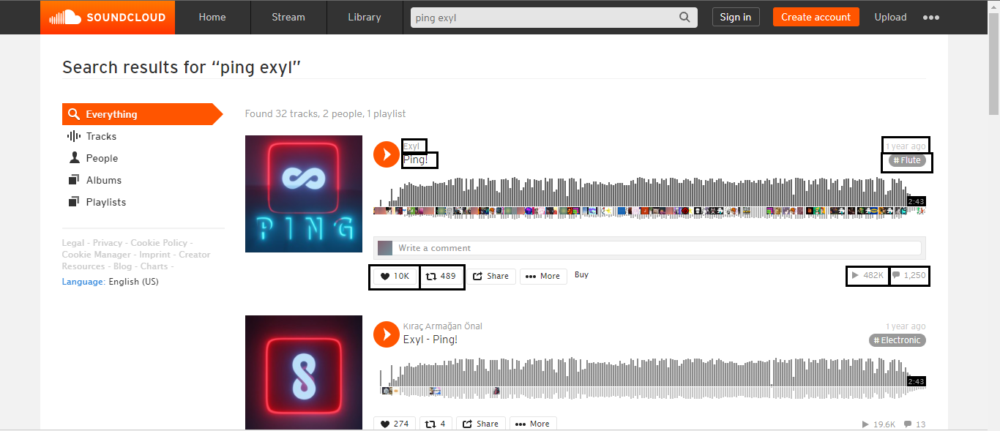 SOUNDCLOUD Home Stream Library ping exyl Sign in Create account Upload
Search results for “ping exyl”
Everything
Tracks
People
Albums
Playlists
Legal - Privacy - Cookie Policy -
Cookie Manager - Imprint - Creator
Resources - Blog - Charts -
Language: English (US)
Found 32 tracks, 2 people, 1 playlist
PING
Exyl 1 year ago
Ping! # Flute
2:43
Write a comment
10K 489 Share More Buy 482K 1,250
Kıraç Armağan Önal 1 year ago
Exyl - Ping! # Electronic
2:43
274 4 Share More 19.6K 13